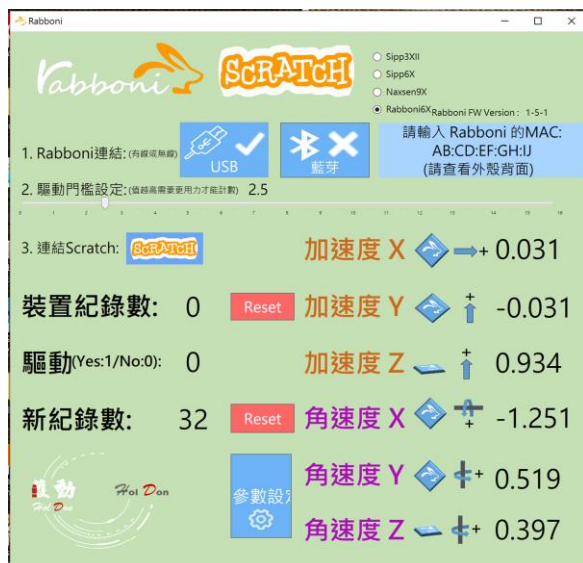 Rabboni
rabboni
SCRATCH
Sipp3XII
Sipp6X
Naxsen9X
Rabboni6X
Rabboni FW Version : 1-5-1
1. Rabboni連結: (有線或無線)
USB
藍芽
請輸入 Rabboni 的MAC:
AB:CD:EF:GH:IJ
(請查看外殼背面)
2. 驅動門檻設定: (值越高需要更用力才能計數) 2.5
0 1 2 3 4 5 6 7 8 9 10 11 12 13 14 15 16
3. 連結Scratch: SCRATCH
加速度 X + 0.031
裝置紀錄數: 0 Reset
加速度 Y + -0.031
驅動(Yes:1/No:0): 0
加速度 Z + 0.934
新紀錄數: 32 Reset
角速度 X + -1.251
動
Hol Don
Hol Don
參數設
角速度 Y + 0.519
角速度 Z + 0.397